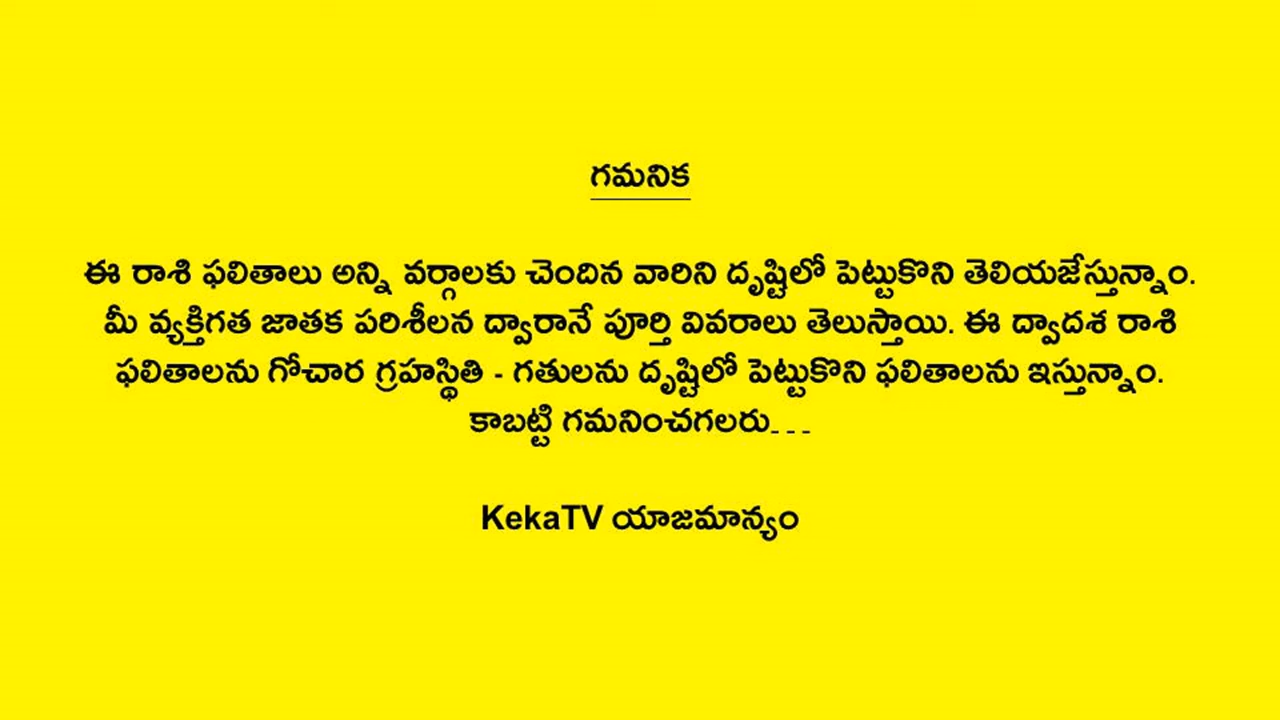 గమనిక
ఈ రాశి ఫలితాలు అన్ని వర్గాలకు చెందిన వారిని దృష్టిలో పెట్టుకొని తెలియజేస్తున్నాం.
మీ వ్యక్తిగత జాతక పరిశీలన ద్వారానే పూర్తి వివరాలు తెలుస్తాయి. ఈ ద్వాదశ రాశి
ఫలితాలను గోచార గ్రహస్థితి - గతులను దృష్టిలో పెట్టుకొని ఫలితాలను ఇస్తున్నాం.
కాబట్టి గమనించగలరు...
KekaTV యాజమాన్యం